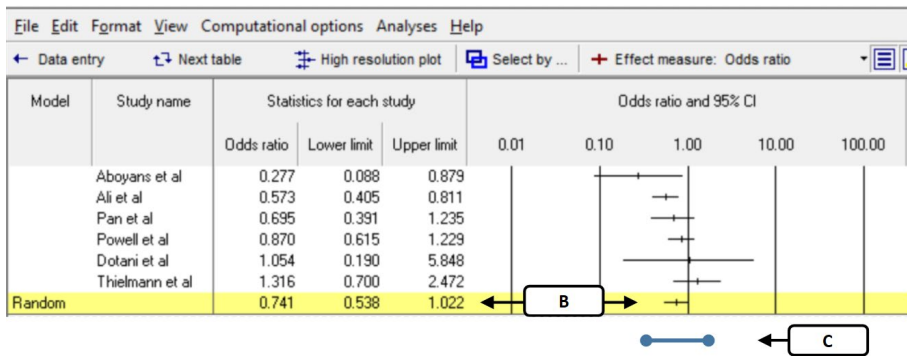 File Edit Format View Computational options Analyses Help
← Data entry Next table High resolution plot Select by ... + Effect measure: Odds ratio
Model Study name Statistics for each study Odds ratio and 95% CI
Odds ratio Lower limit Upper limit 0.01 0.10 1.00 10.00 100.00
Aboyans et al 0.277 0.088 0.879
Ali et al 0.573 0.405 0.811
Pan et al 0.695 0.391 1.235
Powell et al 0.870 0.615 1.229
Dotani et al 1.054 0.190 5.848
Thielmann et al 1.316 0.700 2.472
Random 0.741 0.538 1.022 B
C